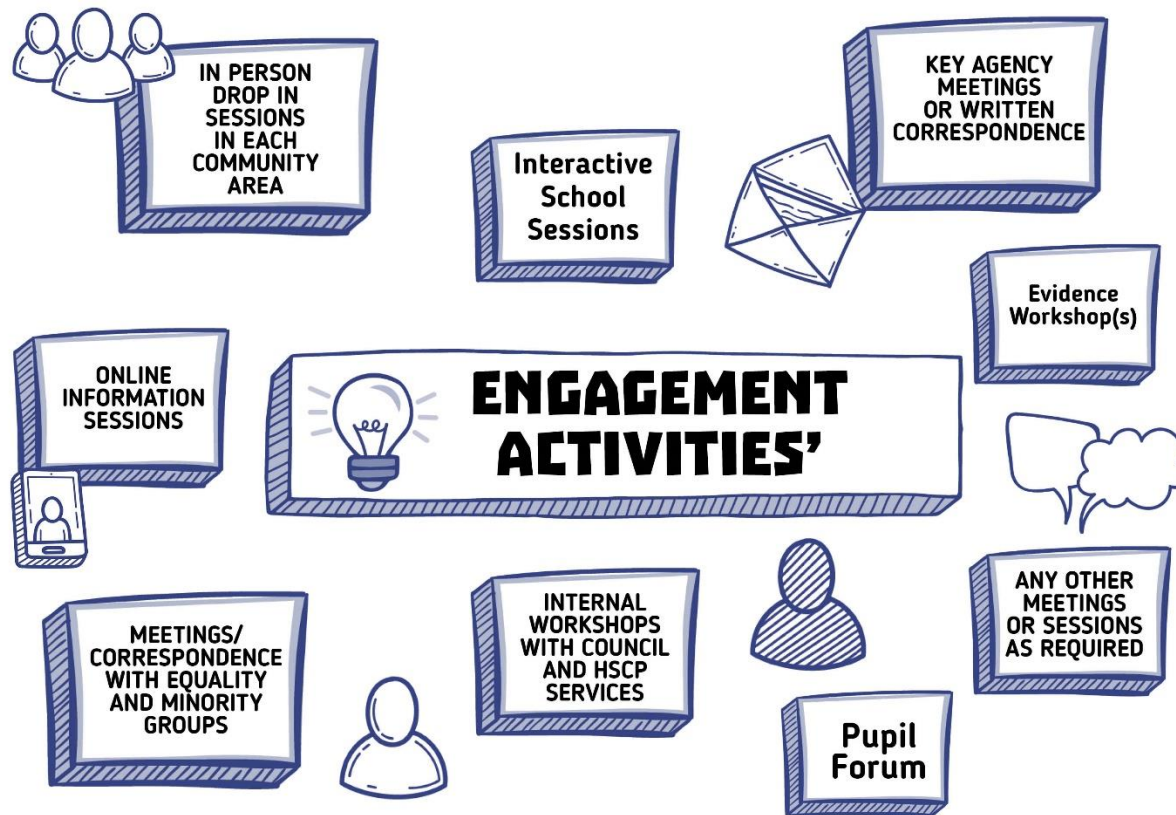 IN PERSON
DROP IN
SESSIONS
IN EACH
COMMUNITY
AREA
Interactive
School
Sessions
KEY AGENCY
MEETINGS
OR WRITTEN
CORRESPONDENCE
Evidence
Workshop(s)
ONLINE
INFORMATION
SESSIONS
ENGAGEMENT
ACTIVITIES’
MEETINGS/
CORRESPONDENCE
WITH EQUALITY
AND MINORITY
GROUPS
INTERNAL
WORKSHOPS
WITH COUNCIL
AND HSCP
SERVICES
ANY OTHER
MEETINGS
OR SESSIONS
AS REQUIRED
Pupil
Forum